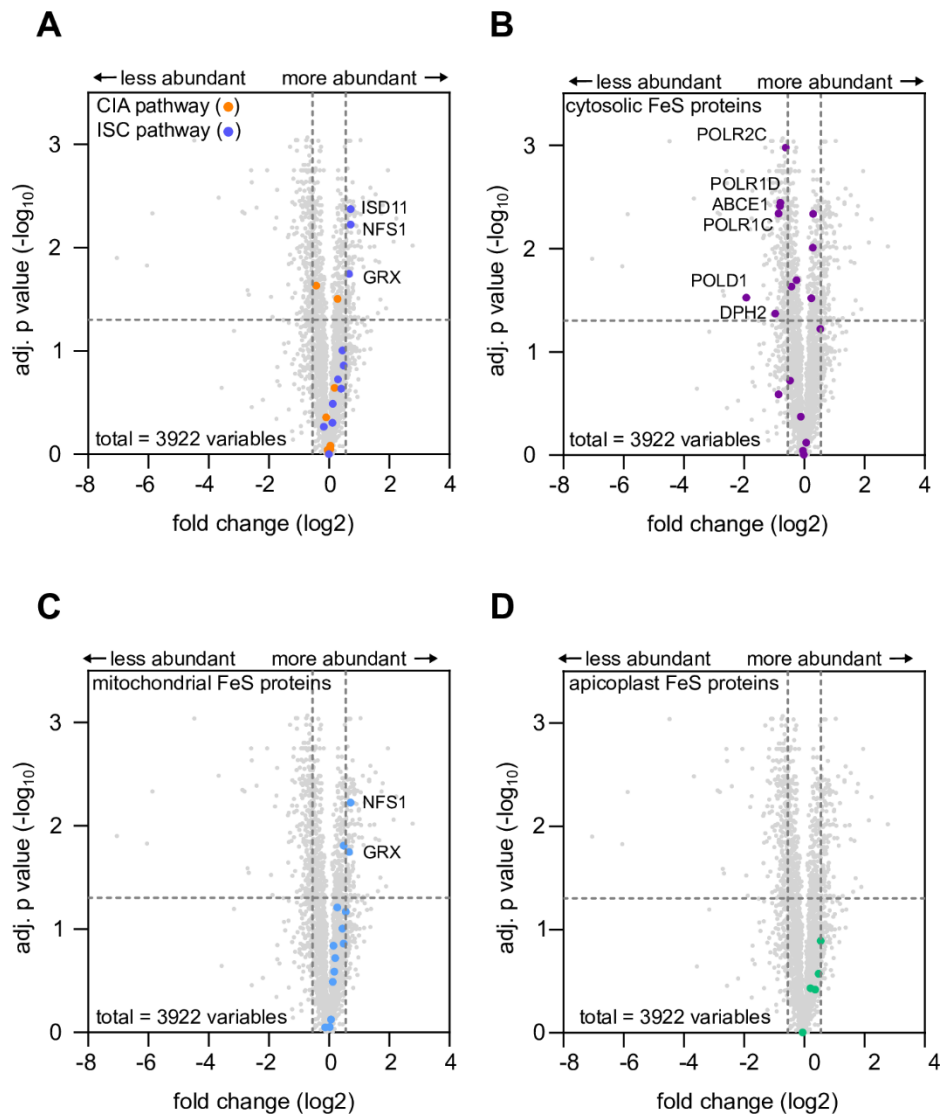 A
← less abundant more abundant →
CIA pathway (●)
ISC pathway (●)
ISD11
NFS1
GRX
total = 3922 variables
adj. p value (-log10)
3
2
1
0
-8 -6 -4 -2 0 2 4
fold change (log2)
B
← less abundant more abundant →
cytosolic FeS proteins
POLR2C
POLR1D
ABCE1
POLR1C
POLD1
DPH2
total = 3922 variables
adj. p value (-log10)
3
2
1
0
-8 -6 -4 -2 0 2 4
fold change (log2)
C
← less abundant more abundant →
mitochondrial FeS proteins
NFS1
GRX
total = 3922 variables
adj. p value (-log10)
3
2
1
0
-8 -6 -4 -2 0 2 4
fold change (log2)
D
← less abundant more abundant →
apicoplast FeS proteins
total = 3922 variables
adj. p value (-log10)
3
2
1
0
-8 -6 -4 -2 0 2 4
fold change (log2)